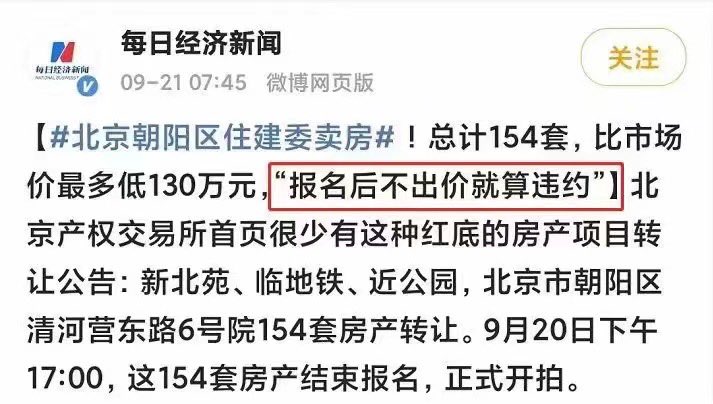 每日经济新闻
每日经济新闻
NATIONAL BUSINESS DAILY
09-21 07:45 微博网页版
关注
【#北京朝阳区住建委卖房#！总计154套，比市场
价最多低130万元，“报名后不出价就算违约”】北
京产权交易所首页很少有这种红底的房产项目转
让公告：新北苑、临地铁、近公园，北京市朝阳区
清河营东路6号院154套房产转让。9月20日下午
17:00，这154套房产结束报名，正式开拍。